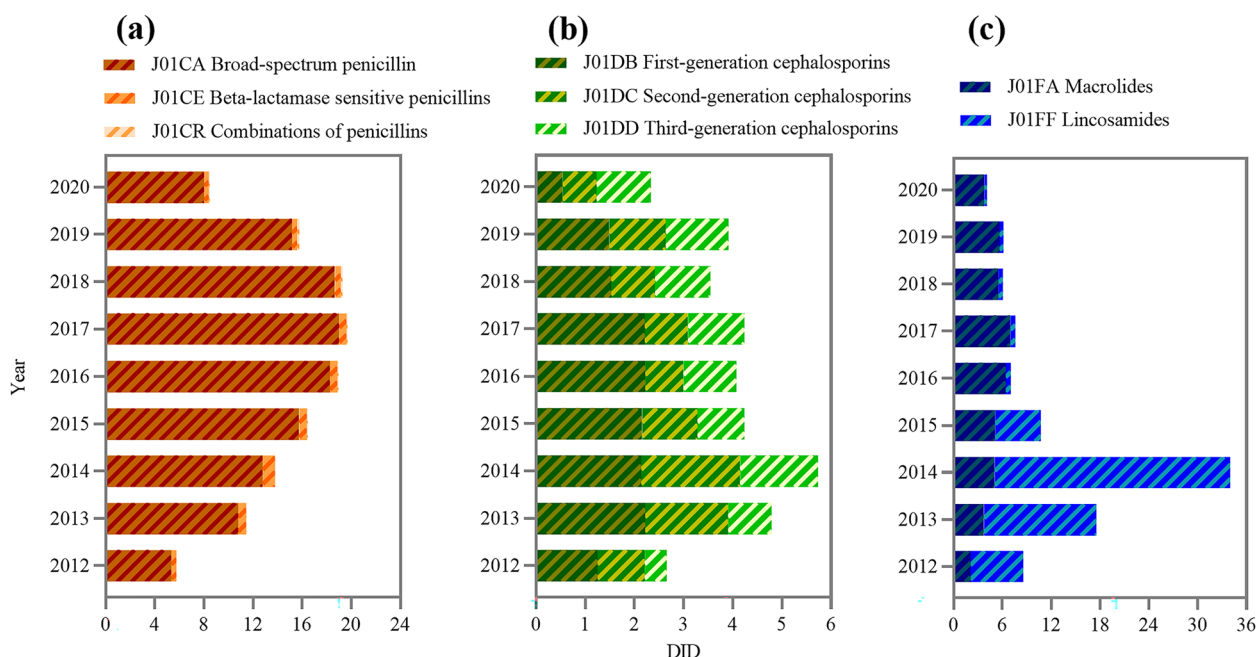 (a)
J01CA Broad-spectrum penicillin
J01CE Beta-lactamase sensitive penicillins
J01CR Combinations of penicillins
2020
2019
2018
2017
2016
2015
2014
2013
2012
0 4 8 12 16 20 24
Year
(b)
J01DB First-generation cephalosporins
J01DC Second-generation cephalosporins
J01DD Third-generation cephalosporins
2020
2019
2018
2017
2016
2015
2014
2013
2012
0 1 2 3 4 5 6
DID
(c)
J01FA Macrolides
J01FF Lincosamides
2020
2019
2018
2017
2016
2015
2014
2013
2012
0 6 12 18 24 30 36